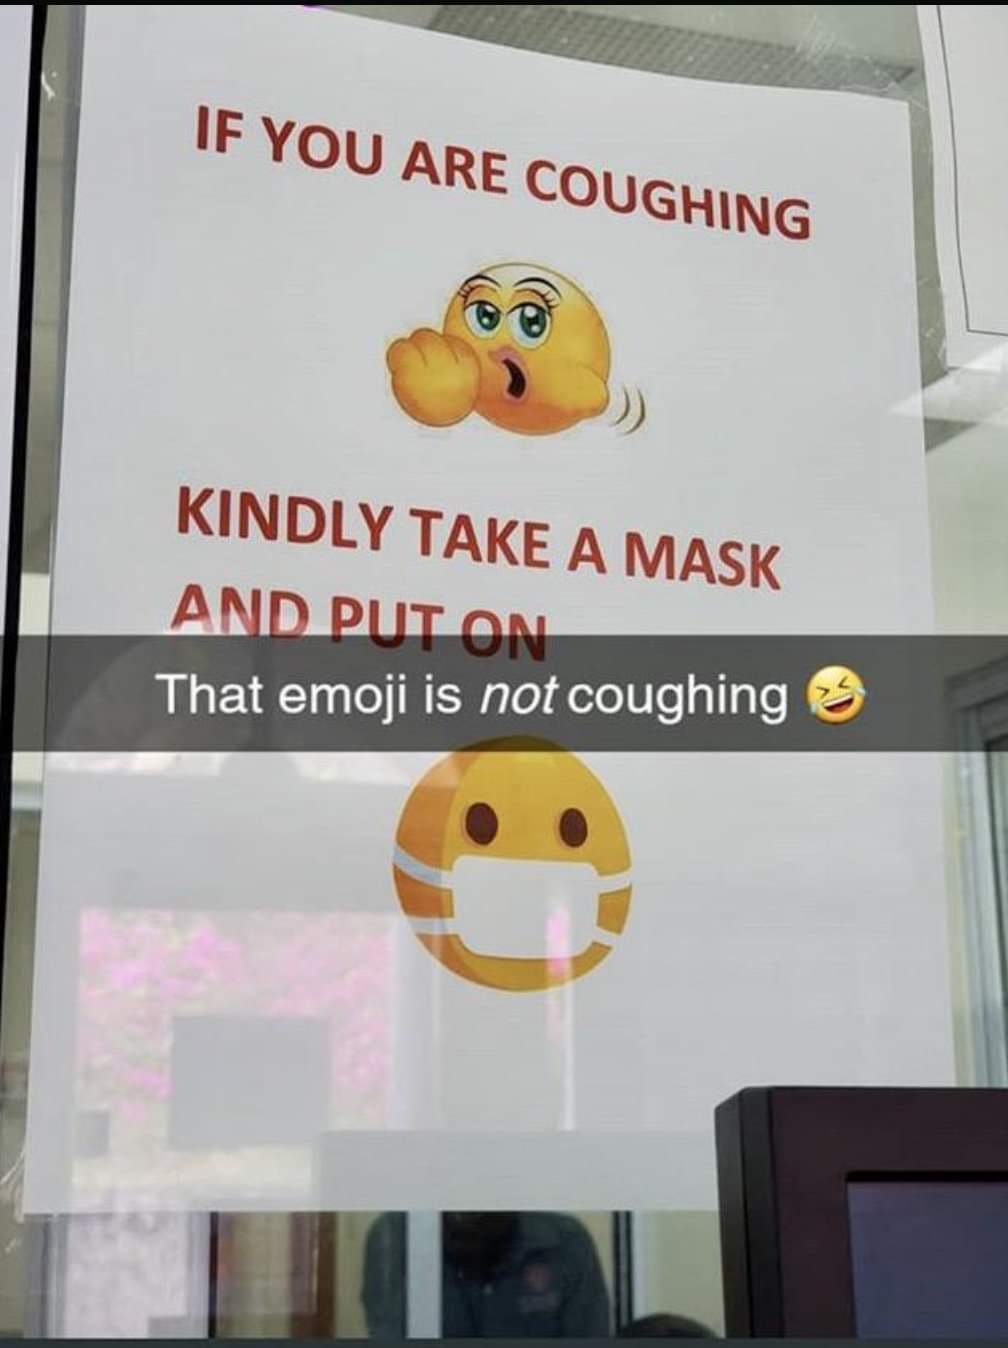 IF YOU ARE COUGHING
KINDLY TAKE A MASK
AND PUT ON
That emoji is not coughing 🤣